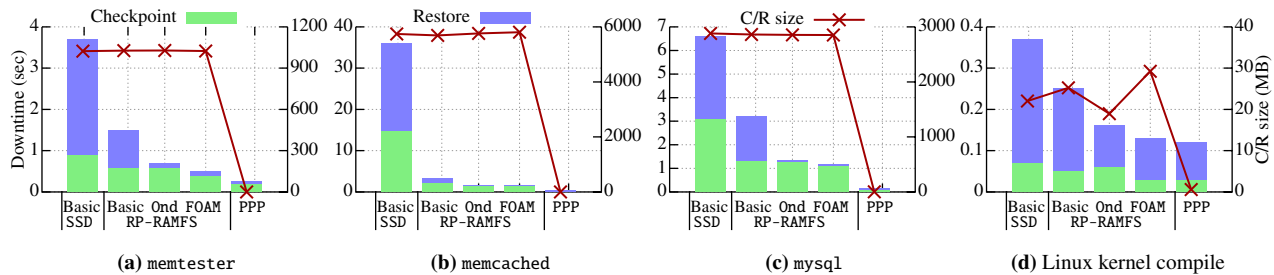 Checkpoint
Restore
C/R size
Downtime (sec)
4
3
2
1
0
1200
900
600
300
0
Basic Basic Ond FOAM PPP
SSD RP-RAMFS
(a) memtester
40
30
20
10
0
6000
4000
2000
0
Basic Basic Ond FOAM PPP
SSD RP-RAMFS
(b) memcached
7
6
5
4
3
2
1
0
3000
2000
1000
0
Basic Basic Ond FOAM PPP
SSD RP-RAMFS
(c) mysql
0.4
0.3
0.2
0.1
0
40
30
20
10
0
C/R size (MB)
Basic Basic Ond FOAM PPP
SSD RP-RAMFS
(d) Linux kernel compile